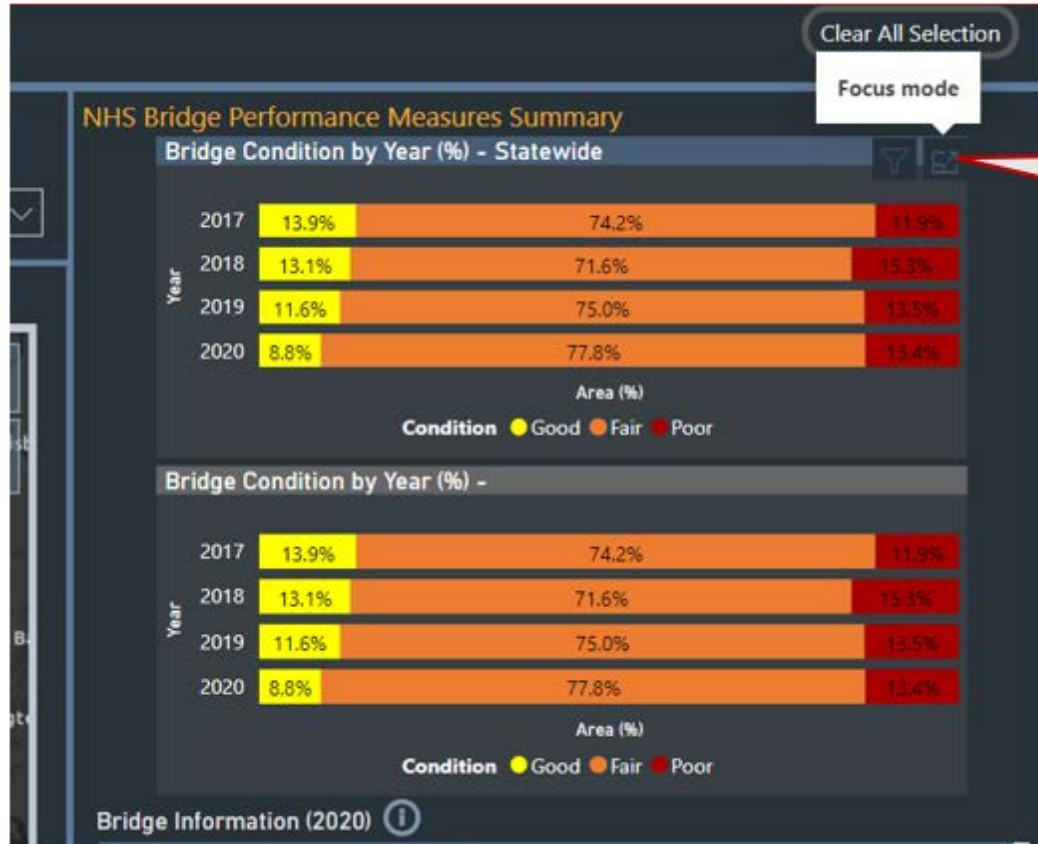 Clear All Selection
Focus mode
NHS Bridge Performance Measures Summary
Bridge Condition by Year (%) - Statewide
Year
2017 13.9% 74.2% 11.9%
2018 13.1% 71.6% 15.3%
2019 11.6% 75.0% 13.5%
2020 8.8% 77.8% 13.4%
Area (%)
Condition Good Fair Poor
Bridge Condition by Year (%) -
Year
2017 13.9% 74.2% 11.9%
2018 13.1% 71.6% 15.3%
2019 11.6% 75.0% 13.5%
2020 8.8% 77.8% 13.4%
Area (%)
Condition Good Fair Poor
Bridge Information (2020)